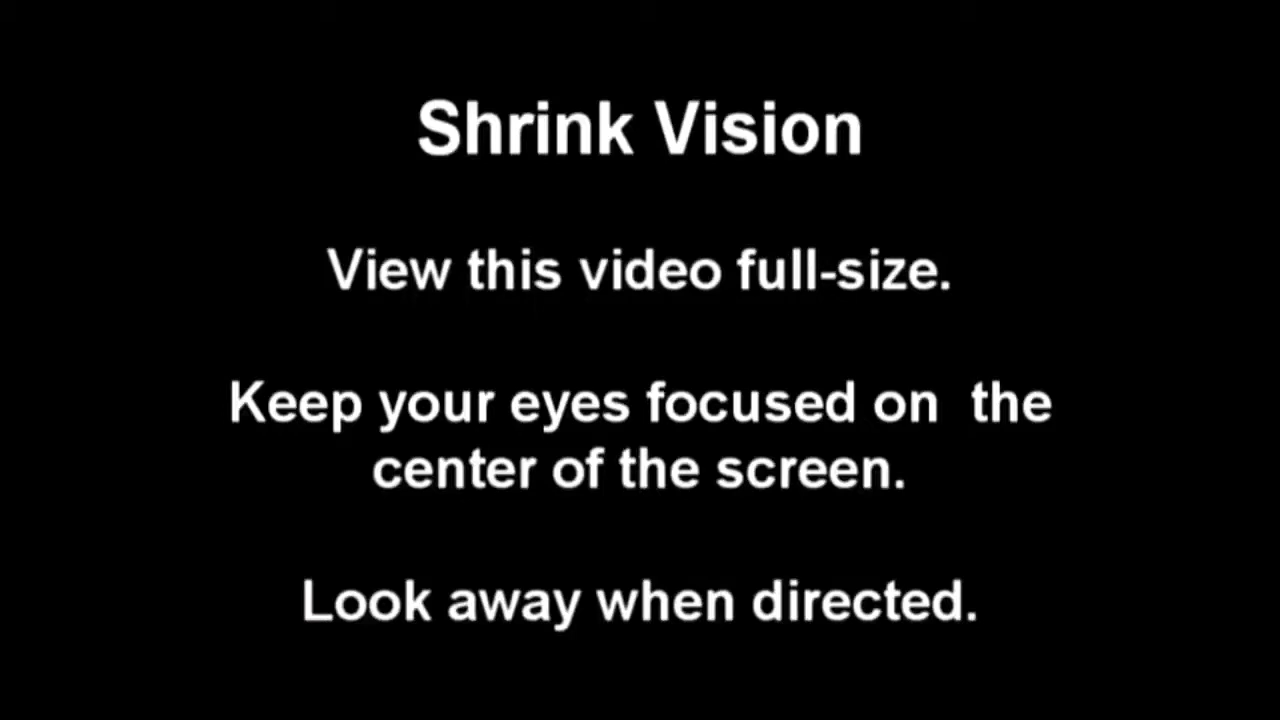 Shrink Vision
View this video full-size.
Keep your eyes focused on  the
center of the screen.
Look away when directed.